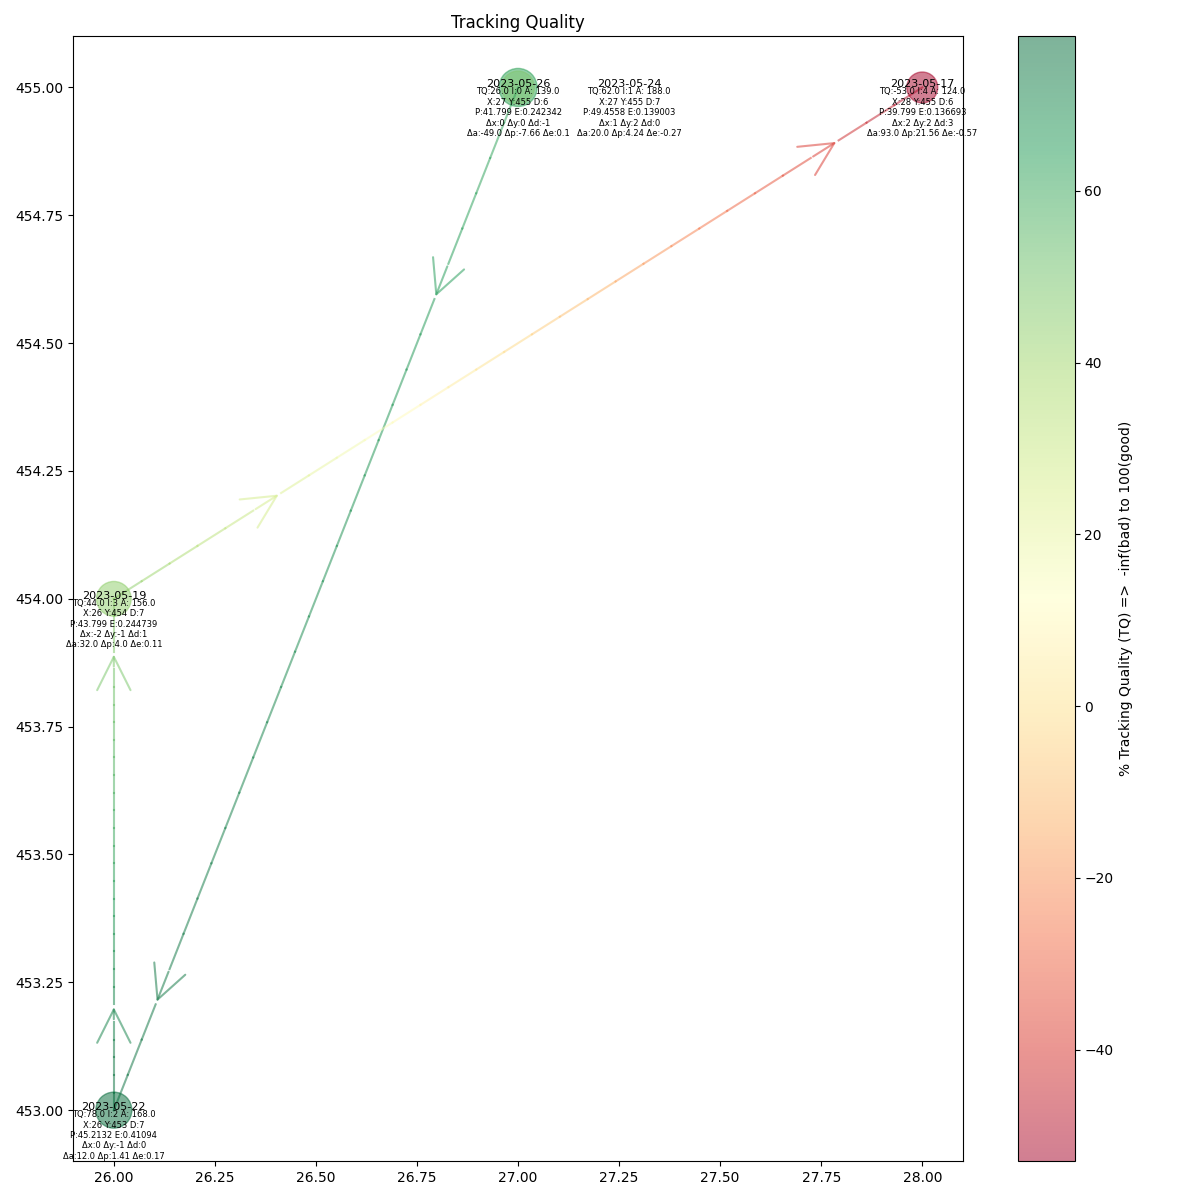 Tracking Quality
2023-05-26
TQ:26.0 I:0 A: 139.0
X:27 Y:455 D:6
P:41.799 E:0.242342
Δx:0 Δy:0 Δd:-1
Δa:-49.0 Δp:-7.66 Δe:0.1
2023-05-24
TQ:62.0 I:1 A: 188.0
X:27 Y:455 D:7
P:49.4558 E:0.139003
Δx:1 Δy:2 Δd:0
Δa:20.0 Δp:4.24 Δe:-0.27
2023-05-17
TQ:-53.0 I:4 A: 124.0
X:28 Y:455 D:6
P:39.799 E:0.136693
Δx:2 Δy:2 Δd:3
Δa:93.0 Δp:21.56 Δe:-0.57
2023-05-19
TQ:44.0 I:3 A: 156.0
X:26 Y:454 D:7
P:43.799 E:0.244739
Δx:-2 Δy:-1 Δd:1
Δa:32.0 Δp:4.0 Δe:0.11
2023-05-22
TQ:78.0 I:2 A: 168.0
X:26 Y:453 D:7
P:45.2132 E:0.41094
Δx:0 Δy:-1 Δd:0
Δa:12.0 Δp:1.41 Δe:0.17
455.00
454.75
454.50
454.25
454.00
453.75
453.50
453.25
453.00
26.00
26.25
26.50
26.75
27.00
27.25
27.50
27.75
28.00
60
40
20
0
−20
−40
% Tracking Quality (TQ) => -inf(bad) to 100(good)